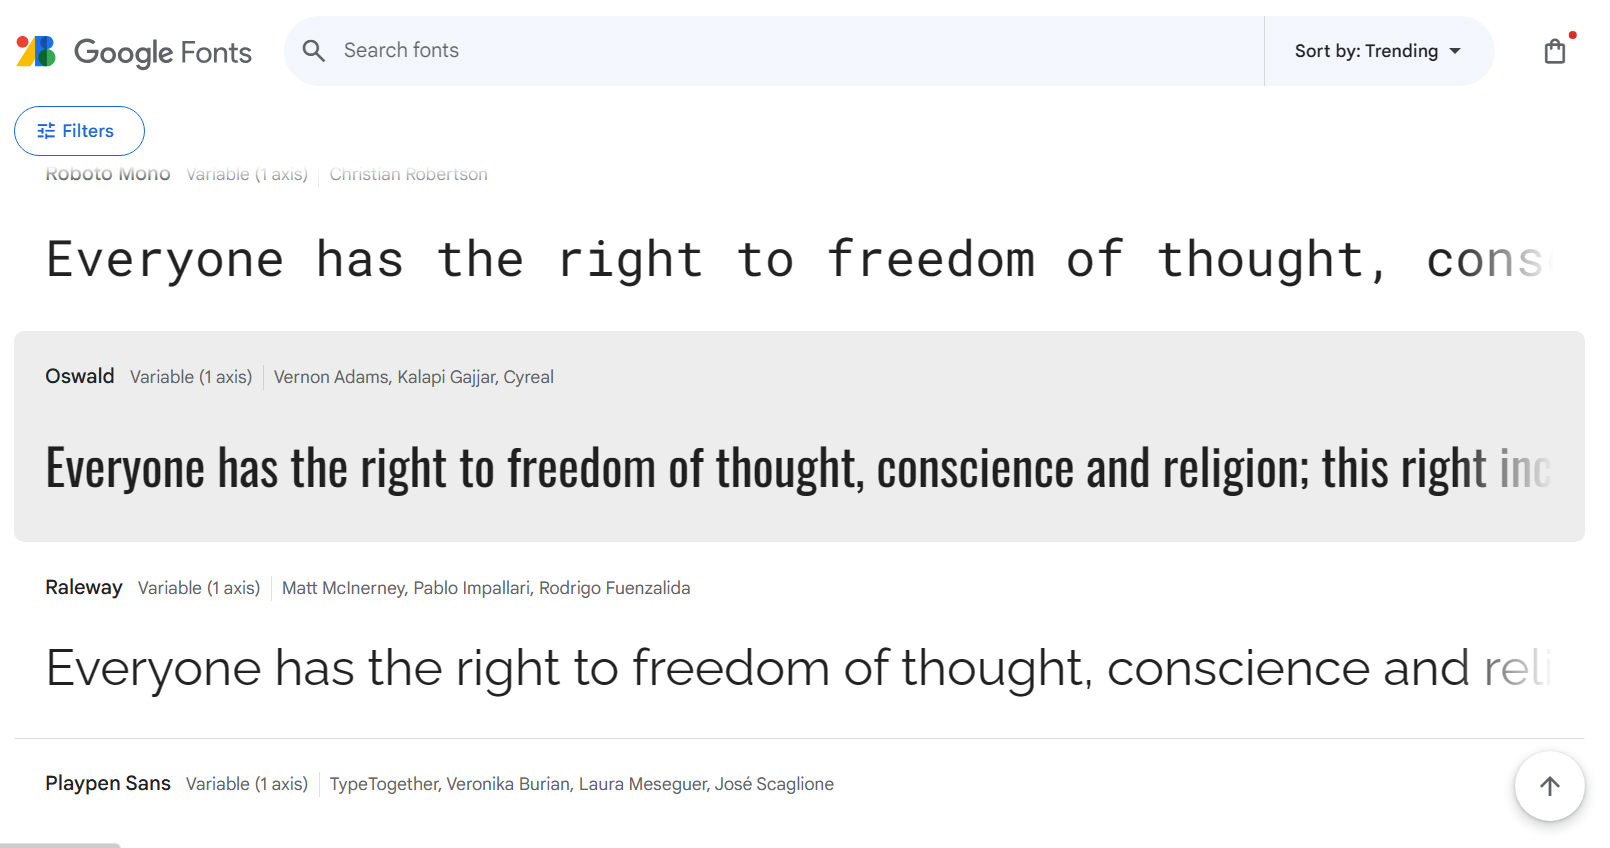 Google Fonts
Search fonts
Sort by: Trending
Filters
Roboto Mono Variable (1 axis) Christian Robertson
Everyone has the right to freedom of thought, cons
Oswald Variable (1 axis) Vernon Adams, Kalapi Gajjar, Cyreal
Everyone has the right to freedom of thought, conscience and religion; this right inc
Raleway Variable (1 axis) Matt McInerney, Pablo Impallari, Rodrigo Fuenzalida
Everyone has the right to freedom of thought, conscience and reli
Playpen Sans Variable (1 axis) TypeTogether, Veronika Burian, Laura Meseguer, José Scaglione